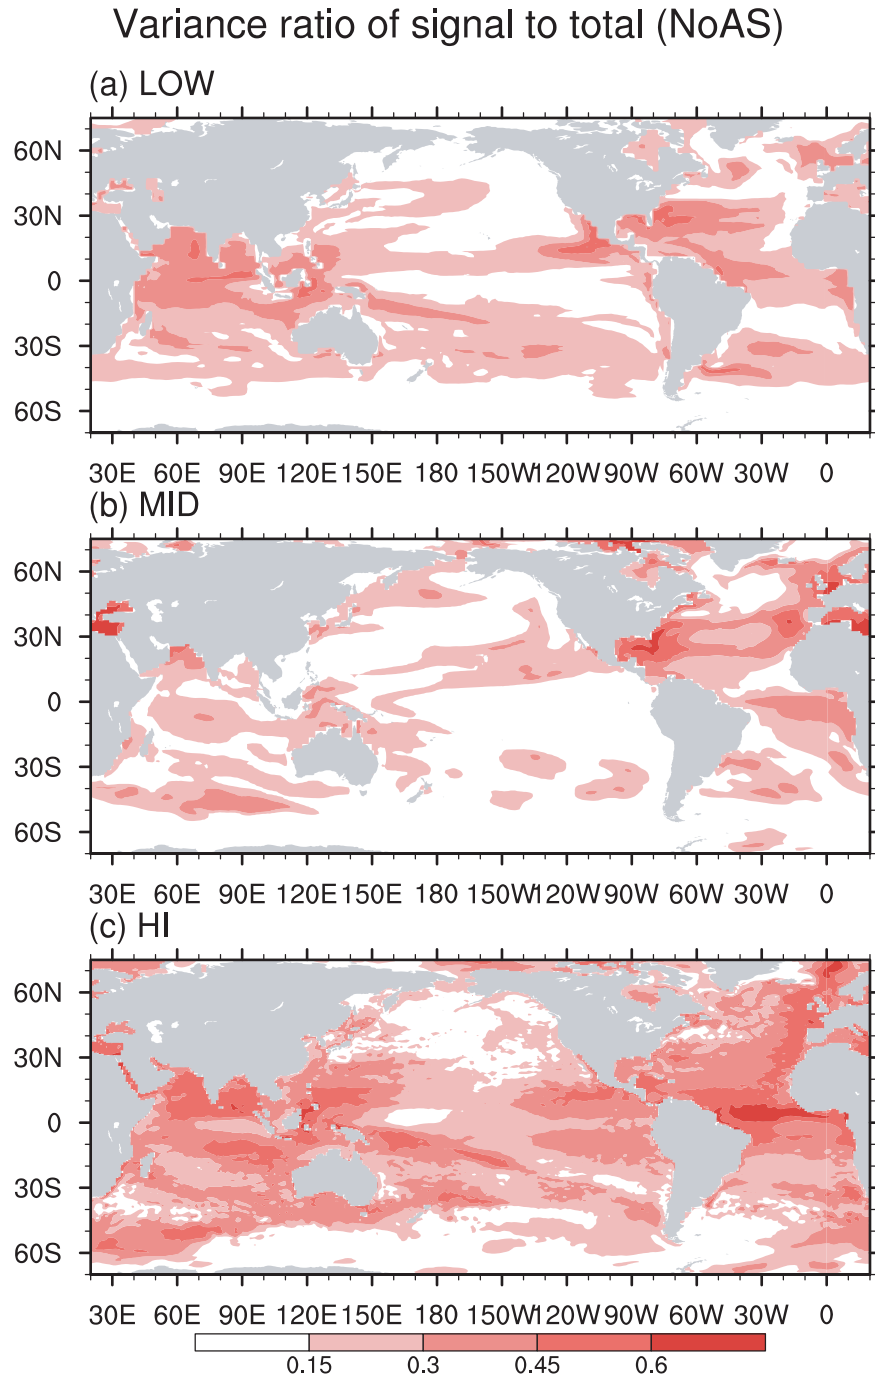 Variance ratio of signal to total (NoAS)
(a) LOW
60N
30N
0
30S
60S
30E 60E 90E 120E 150E 180 150W 120W 90W 60W 30W 0
(b) MID
60N
30N
0
30S
60S
30E 60E 90E 120E 150E 180 150W 120W 90W 60W 30W 0
(c) HI
60N
30N
0
30S
60S
30E 60E 90E 120E 150E 180 150W 120W 90W 60W 30W 0
0.15 0.3 0.45 0.6